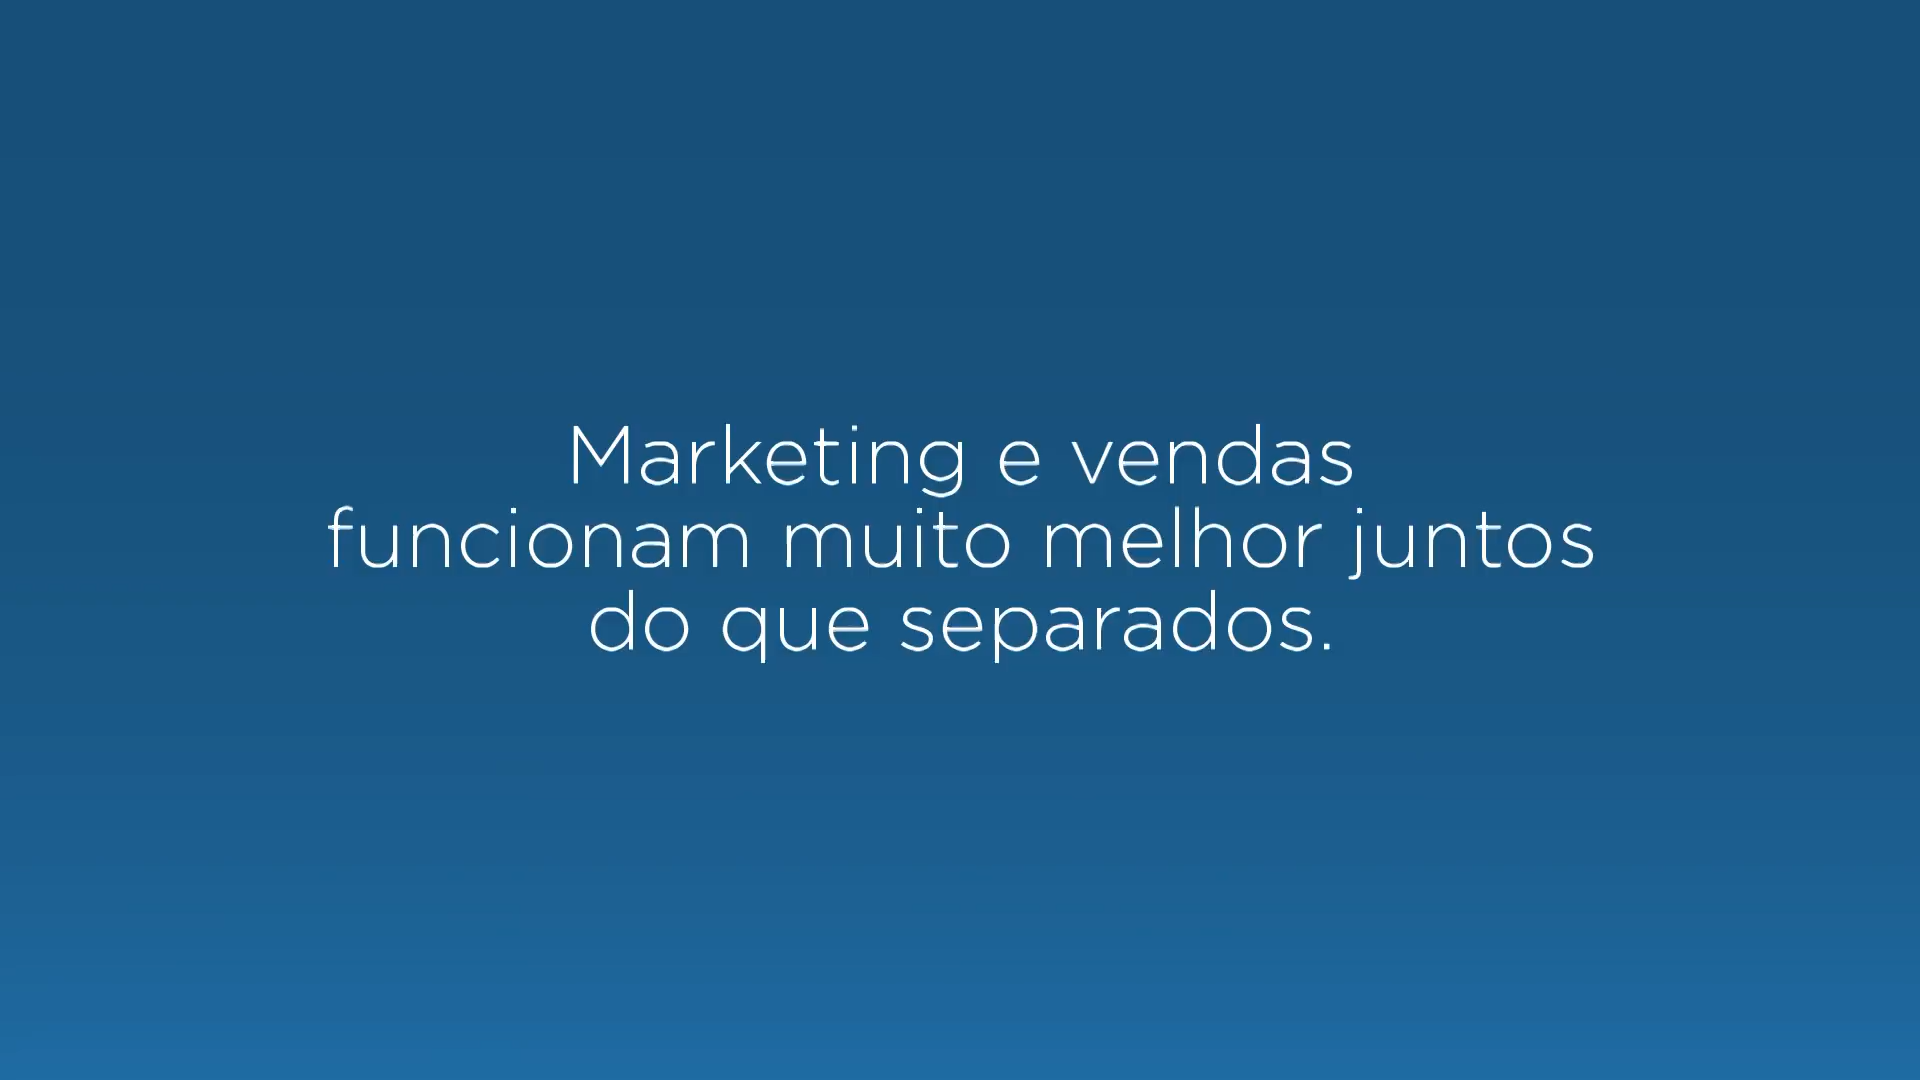 Marketing e vendas
funcionam muito melhor juntos
do que separados.